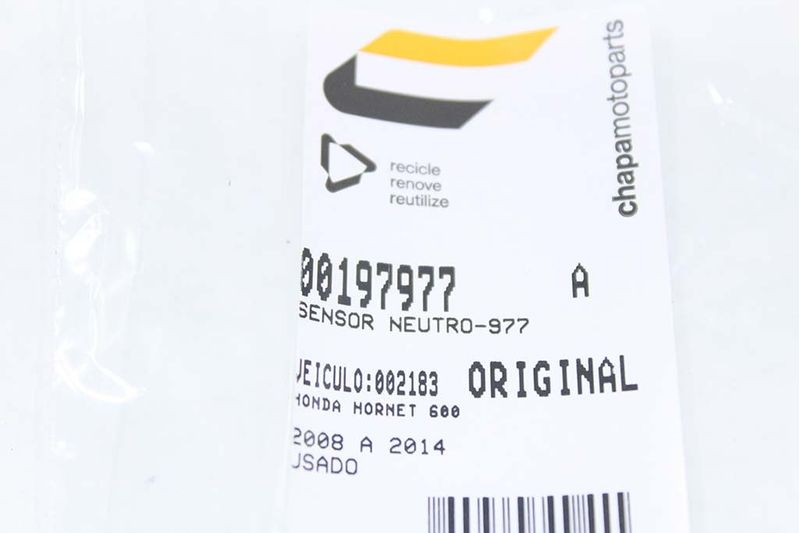 chapamotoparts
recicle
renove
reutilize
00197977 A
SENSOR NEUTRO-977
VEICULO:002183 ORIGINAL
HONDA HORNET 600
2008 A 2014
USADO